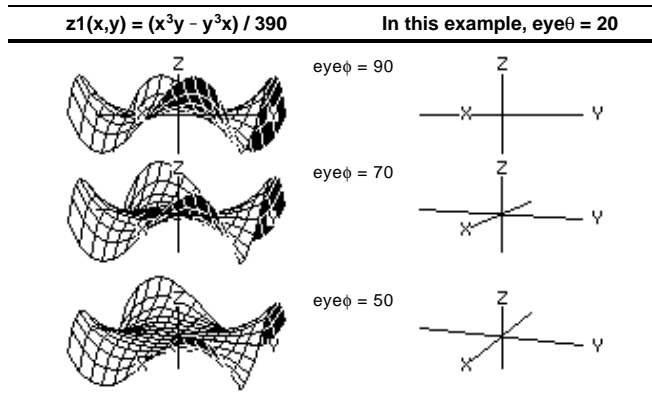 z1(x,y) = (x³y – y³x) / 390 In this example, eyeθ = 20
Z eyeϕ = 90 Z
X Y
Z eyeϕ = 70 Z
X Y
Z eyeϕ = 50 Z
Y Y
X X